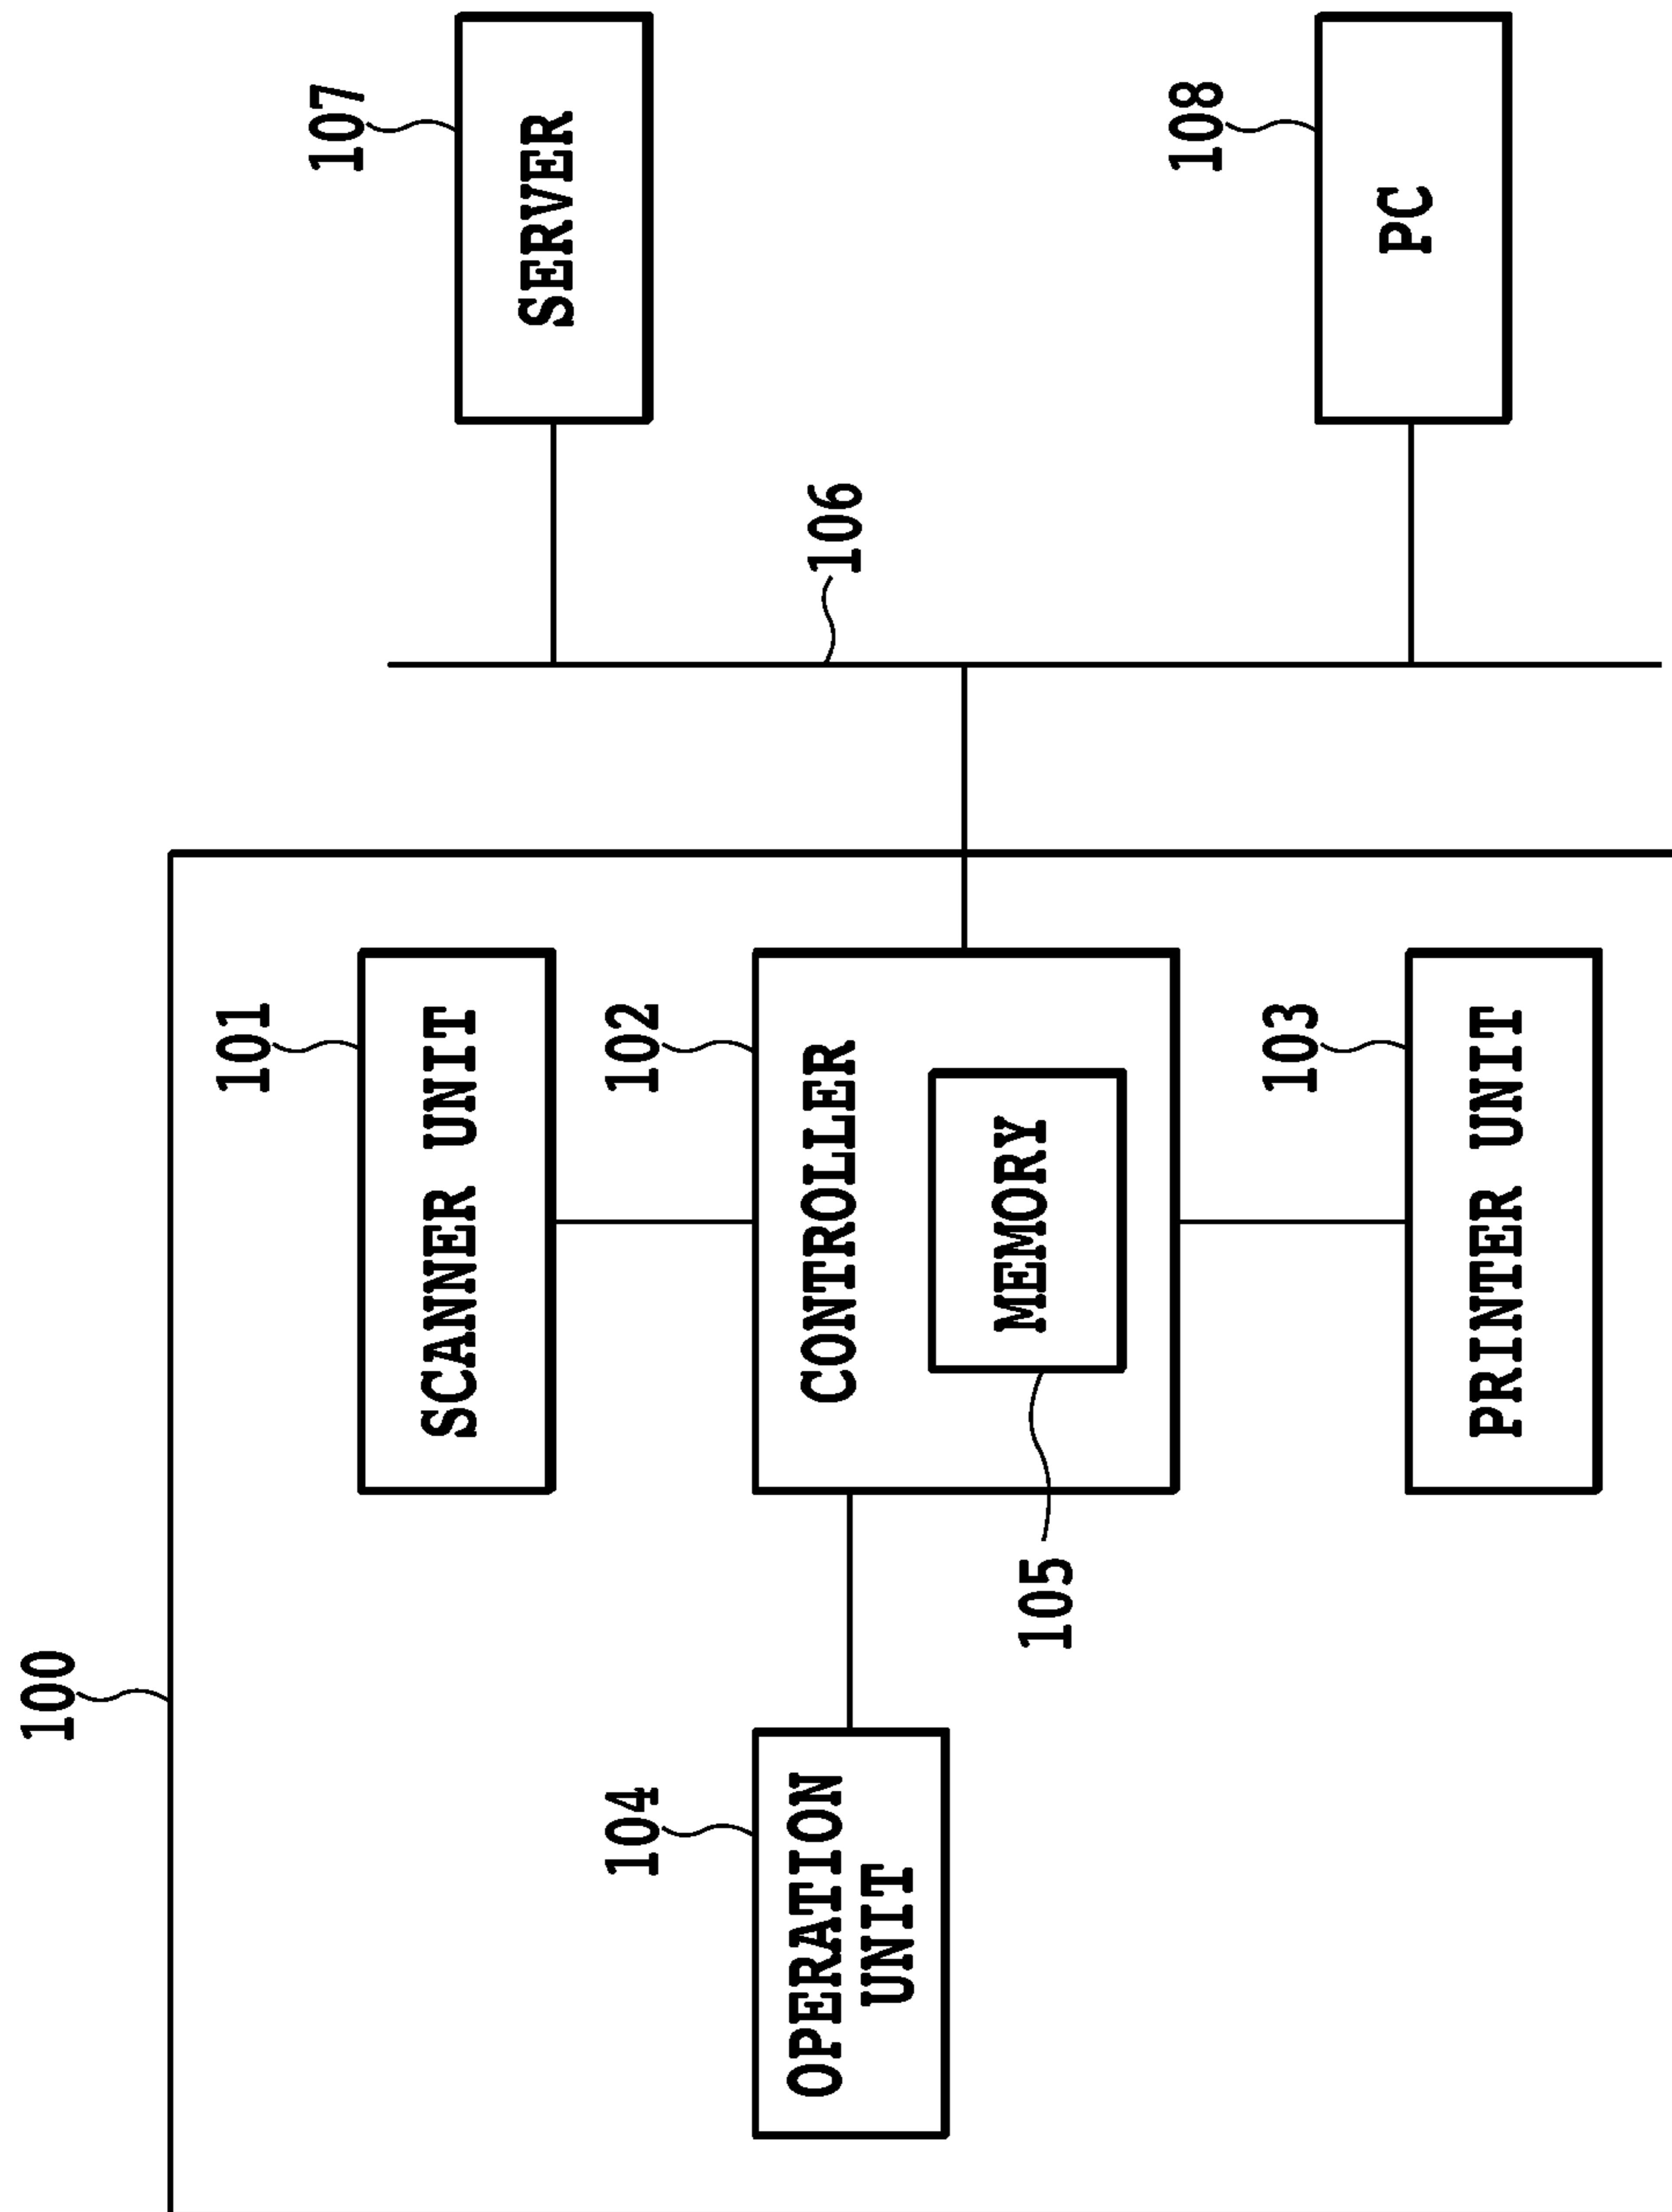 100
101
SCANNER UNIT
107
SERVER
104
OPERATION
UNIT
102
CONTROLLER
106
MEMORY
105
108
PC
103
PRINTER UNIT